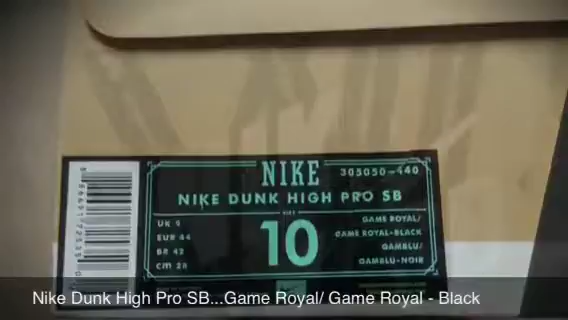 NIKE 305050-440
NIKE DUNK HIGH PRO SB
SIZE
UK 9
EUR 44
BR 42
CM 28
10
GAME ROYAL/
GAME ROYAL-BLACK
GAMBLU/
GAMBLU-NOIR
Nike Dunk High Pro SB...Game Royal/ Game Royal - Black